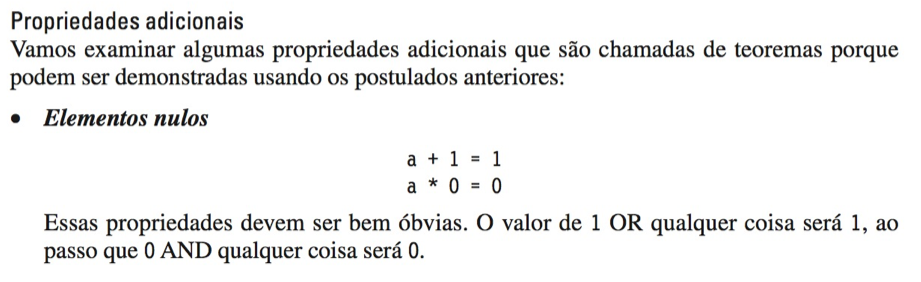 Propriedades adicionais
Vamos examinar algumas propriedades adicionais que são chamadas de teoremas porque
podem ser demonstradas usando os postulados anteriores:
• Elementos nulos
a + 1 = 1
a * 0 = 0
Essas propriedades devem ser bem óbvias. O valor de 1 OR qualquer coisa será 1, ao
passo que 0 AND qualquer coisa será 0.